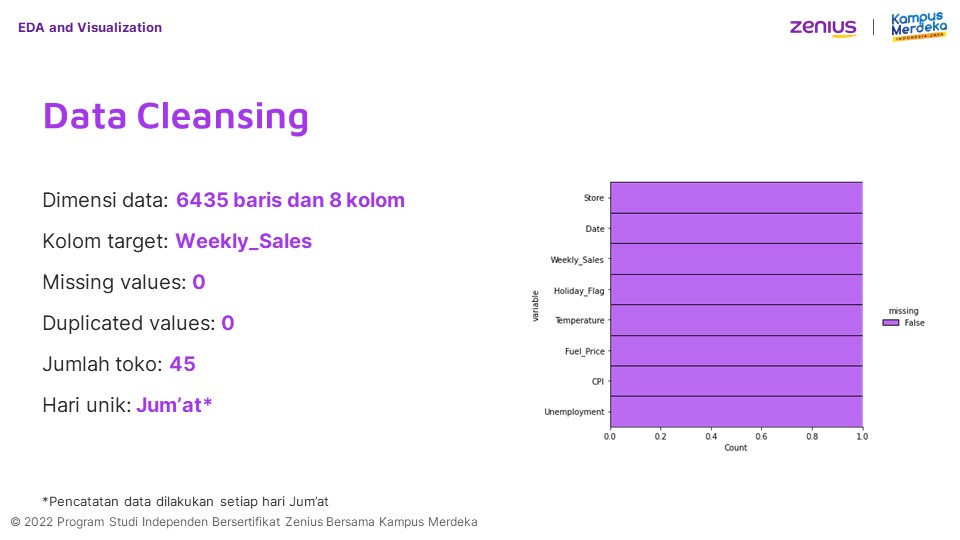 EDA and Visualization
zenius
Kampus
Merdeka
INDONESIA JAYA
Data Cleansing
Dimensi data: 6435 baris dan 8 kolom
Kolom target: Weekly_Sales
Missing values: 0
Duplicated values: 0
Jumlah toko: 45
Hari unik: Jum’at*
variable
Store
Date
Weekly_Sales
Holiday_Flag
Temperature
Fuel_Price
CPI
Unemployment
0.0 0.2 0.4 0.6 0.8 1.0
Count
missing
False
*Pencatatan data dilakukan setiap hari Jum’at
© 2022 Program Studi Independen Bersertifikat Zenius Bersama Kampus Merdeka